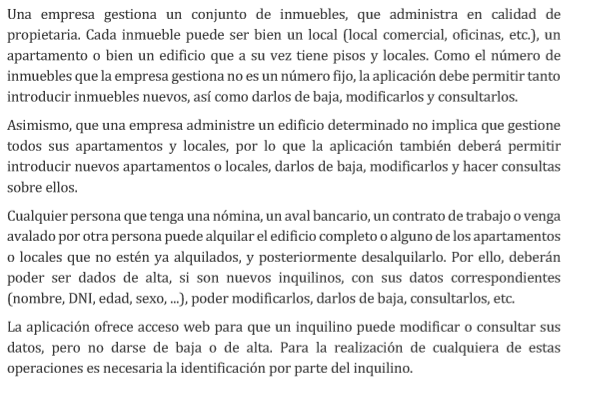 Una empresa gestiona un conjunto de inmuebles, que administra en calidad de
propietaria. Cada inmueble puede ser bien un local (local comercial, oficinas, etc.), un
apartamento o bien un edificio que a su vez tiene pisos y locales. Como el número de
inmuebles que la empresa gestiona no es un número fijo, la aplicación debe permitir tanto
introducir inmuebles nuevos, así como darlos de baja, modificarlos y consultarlos.
Asimismo, que una empresa administre un edificio determinado no implica que gestione
todos sus apartamentos y locales, por lo que la aplicación también deberá permitir
introducir nuevos apartamentos o locales, darlos de baja, modificarlos y hacer consultas
sobre ellos.
Cualquier persona que tenga una nómina, un aval bancario, un contrato de trabajo o venga
avalado por otra persona puede alquilar el edificio completo o alguno de los apartamentos
o locales que no estén ya alquilados, y posteriormente desalquilarlo. Por ello, deberán
poder ser dados de alta, si son nuevos inquilinos, con sus datos correspondientes
(nombre, DNI, edad, sexo, ...), poder modificarlos, darlos de baja, consultarlos, etc.
La aplicación ofrece acceso web para que un inquilino puede modificar o consultar sus
datos, pero no darse de baja o de alta. Para la realización de cualquiera de estas
operaciones es necesaria la identificación por parte del inquilino.